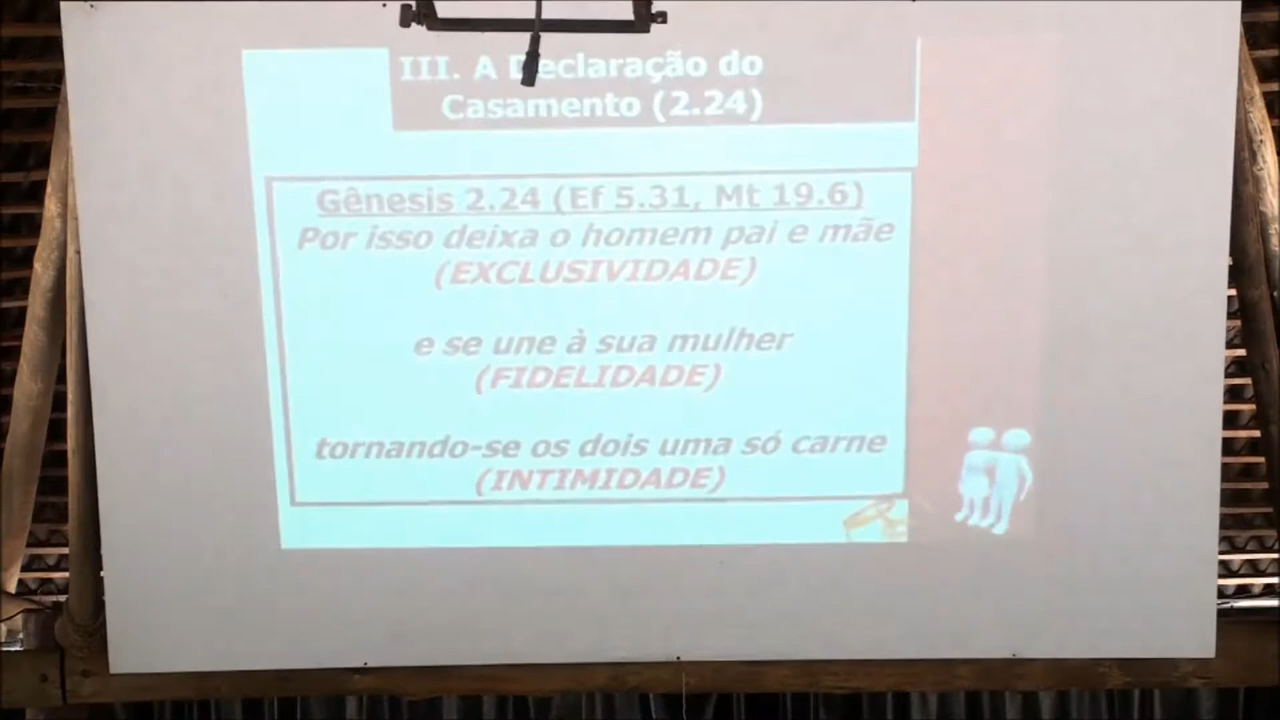 III. A Declaração do
Casamento (2.24)
Gênesis 2.24 (Ef 5.31, Mt 19.6)
Por isso deixa o homem pai e mãe
(EXCLUSIVIDADE)
e se une à sua mulher
(FIDELIDADE)
tornando-se os dois uma só carne
(INTIMIDADE)